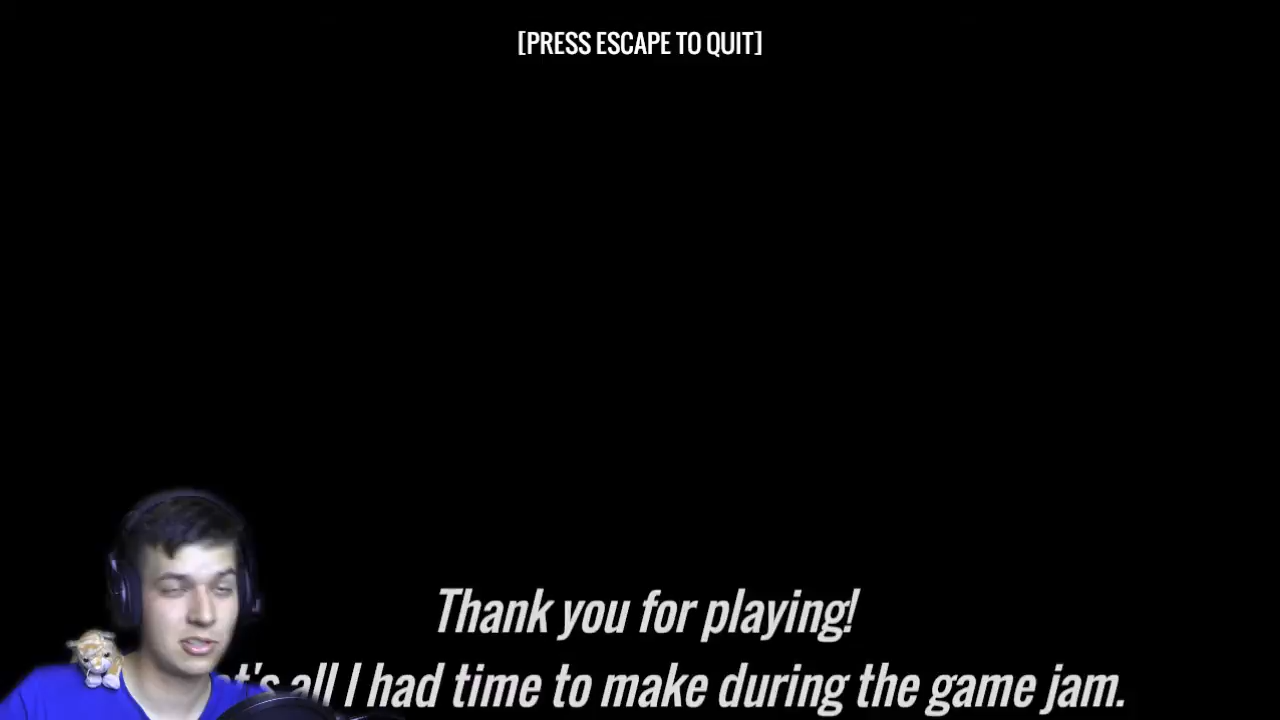 [PRESS ESCAPE TO QUIT]
Thank you for playing!
all I had time to make during the game jam.